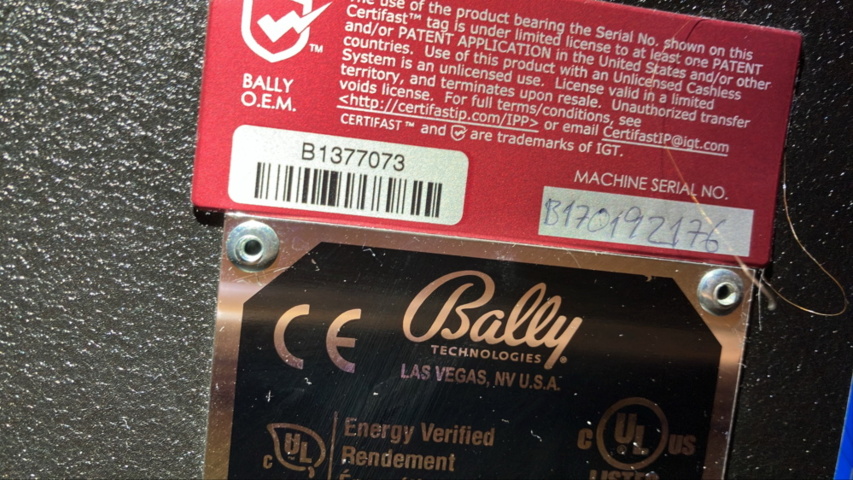 The use of the product bearing the Serial No. shown on this
Certifast™ tag is under limited license to at least one PATENT
and/or PATENT APPLICATION in the United States and/or other
countries. Use of this product with an Unlicensed Cashless
System is an unlicensed use. License valid in a limited
territory, and terminates upon resale. Unauthorized transfer
voids license. For full terms/conditions, see
<http://certifastip.com/IPP> or email CertifastIP@igt.com
CERTIFAST™ and are trademarks of IGT.
TM
BALLY
O.E.M.
B1377073
MACHINE SERIAL NO.
B170192176
CE
Bally
TECHNOLOGIES
LAS VEGAS, NV U.S.A.
c UL
Energy Verified
Rendement
c UL US
LISTED